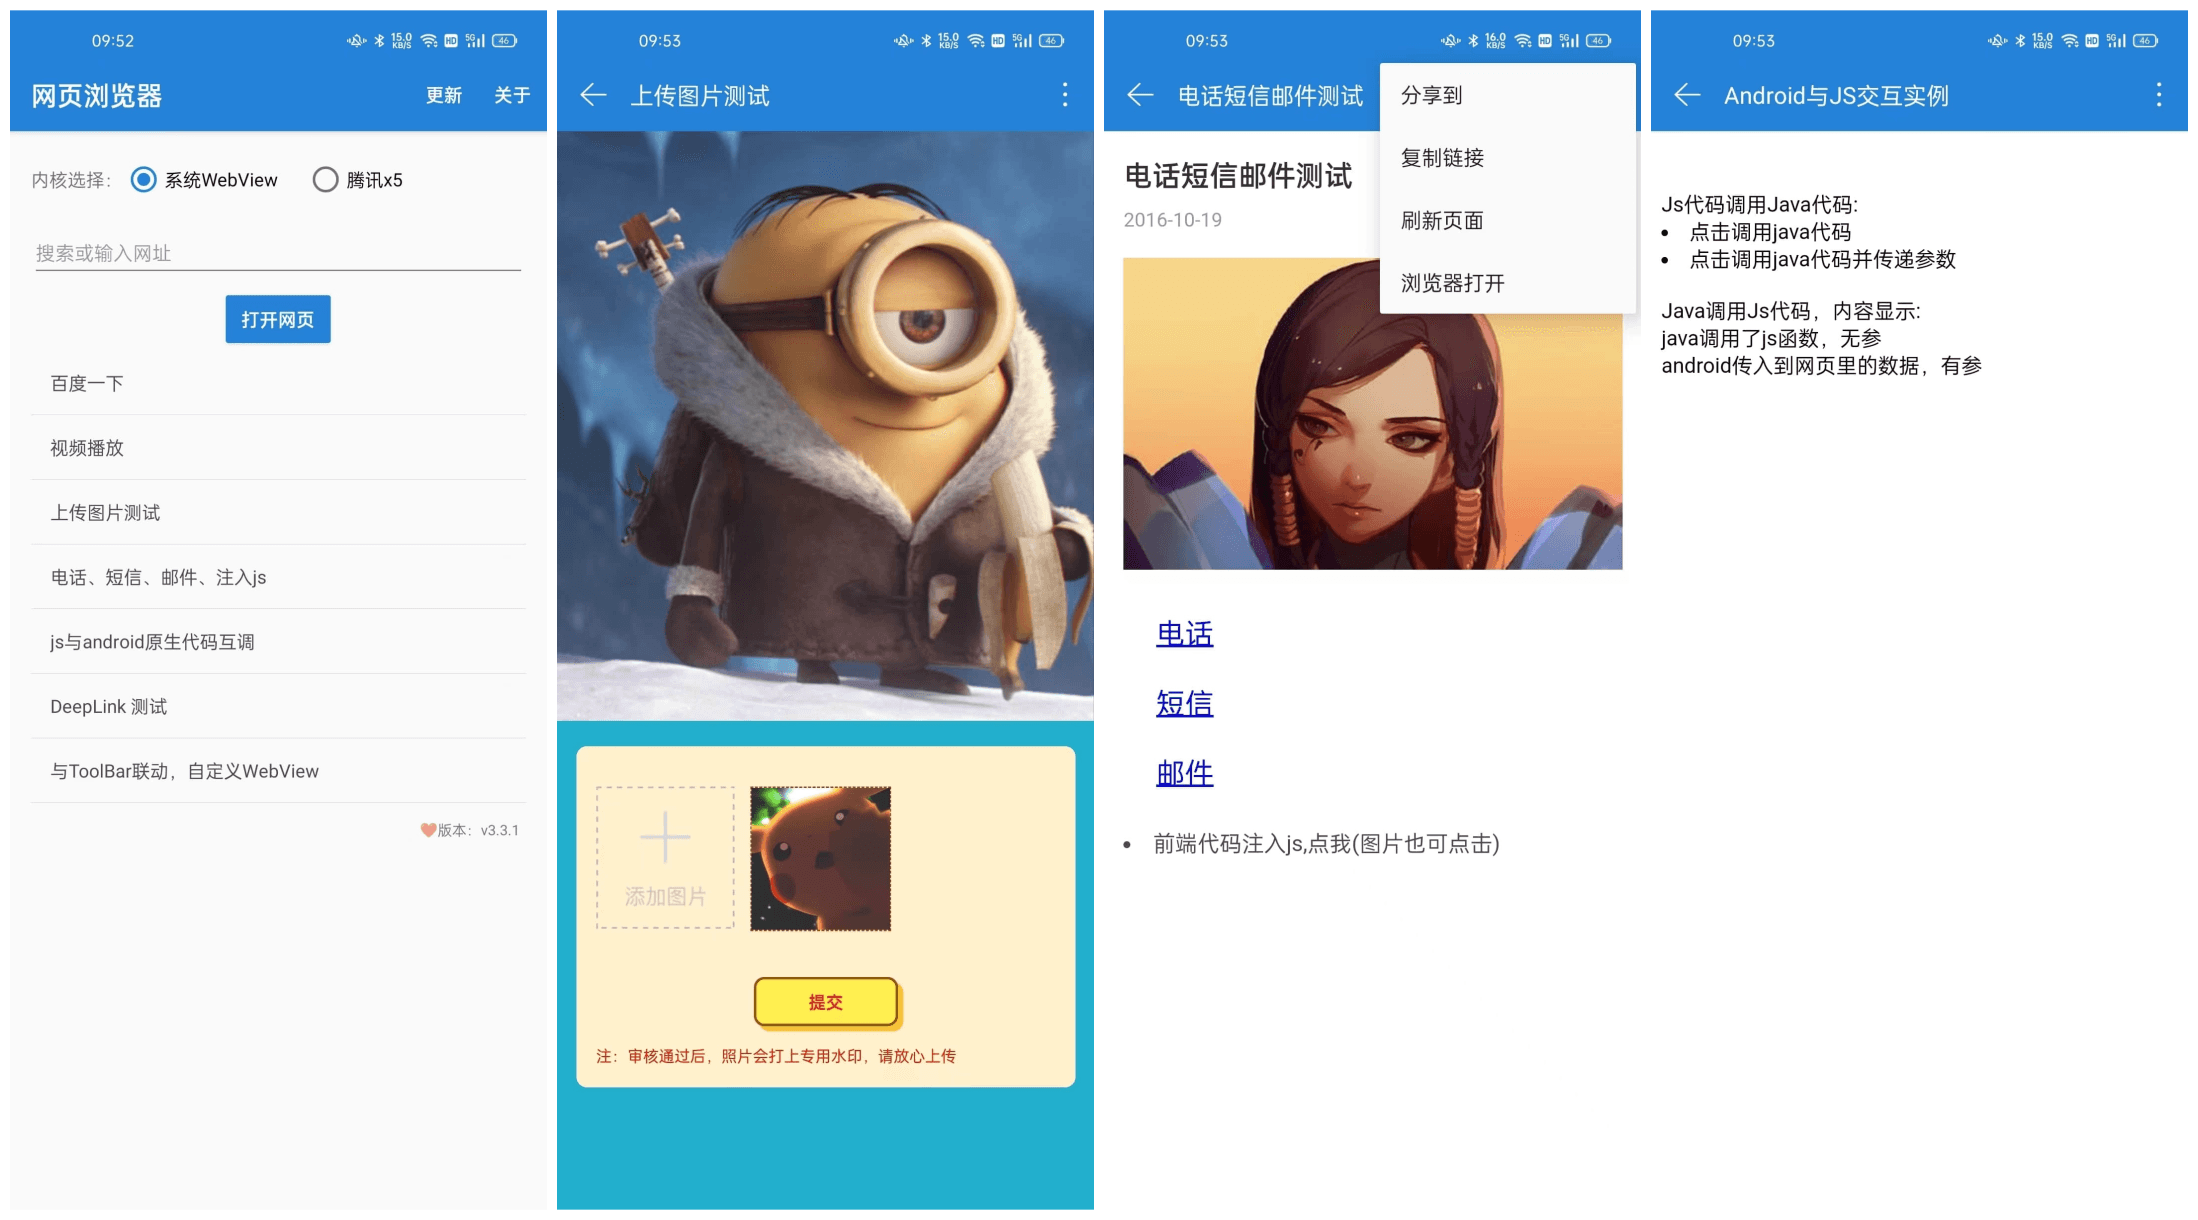 09:52
15.0 KB/S HD 5G 46
网页浏览器 更新 关于
内核选择： 系统WebView 腾讯x5
搜索或输入网址
打开网页
百度一下
视频播放
上传图片测试
电话、短信、邮件、注入js
js与android原生代码互调
DeepLink 测试
与ToolBar联动，自定义WebView
版本：v3.3.1
09:53
15.0 KB/S HD 5G 46
上传图片测试
添加图片
提交
注：审核通过后，照片会打上专用水印，请放心上传
09:53
16.0 KB/S HD 5G 46
电话短信邮件测试
分享到
复制链接
刷新页面
浏览器打开
电话短信邮件测试
2016-10-19
电话
短信
邮件
前端代码注入js,点我(图片也可点击)
09:53
15.0 KB/S HD 5G 46
Android与JS交互实例
Js代码调用Java代码:
点击调用java代码
点击调用java代码并传递参数
Java调用Js代码，内容显示:
java调用了js函数，无参
android传入到网页里的数据，有参